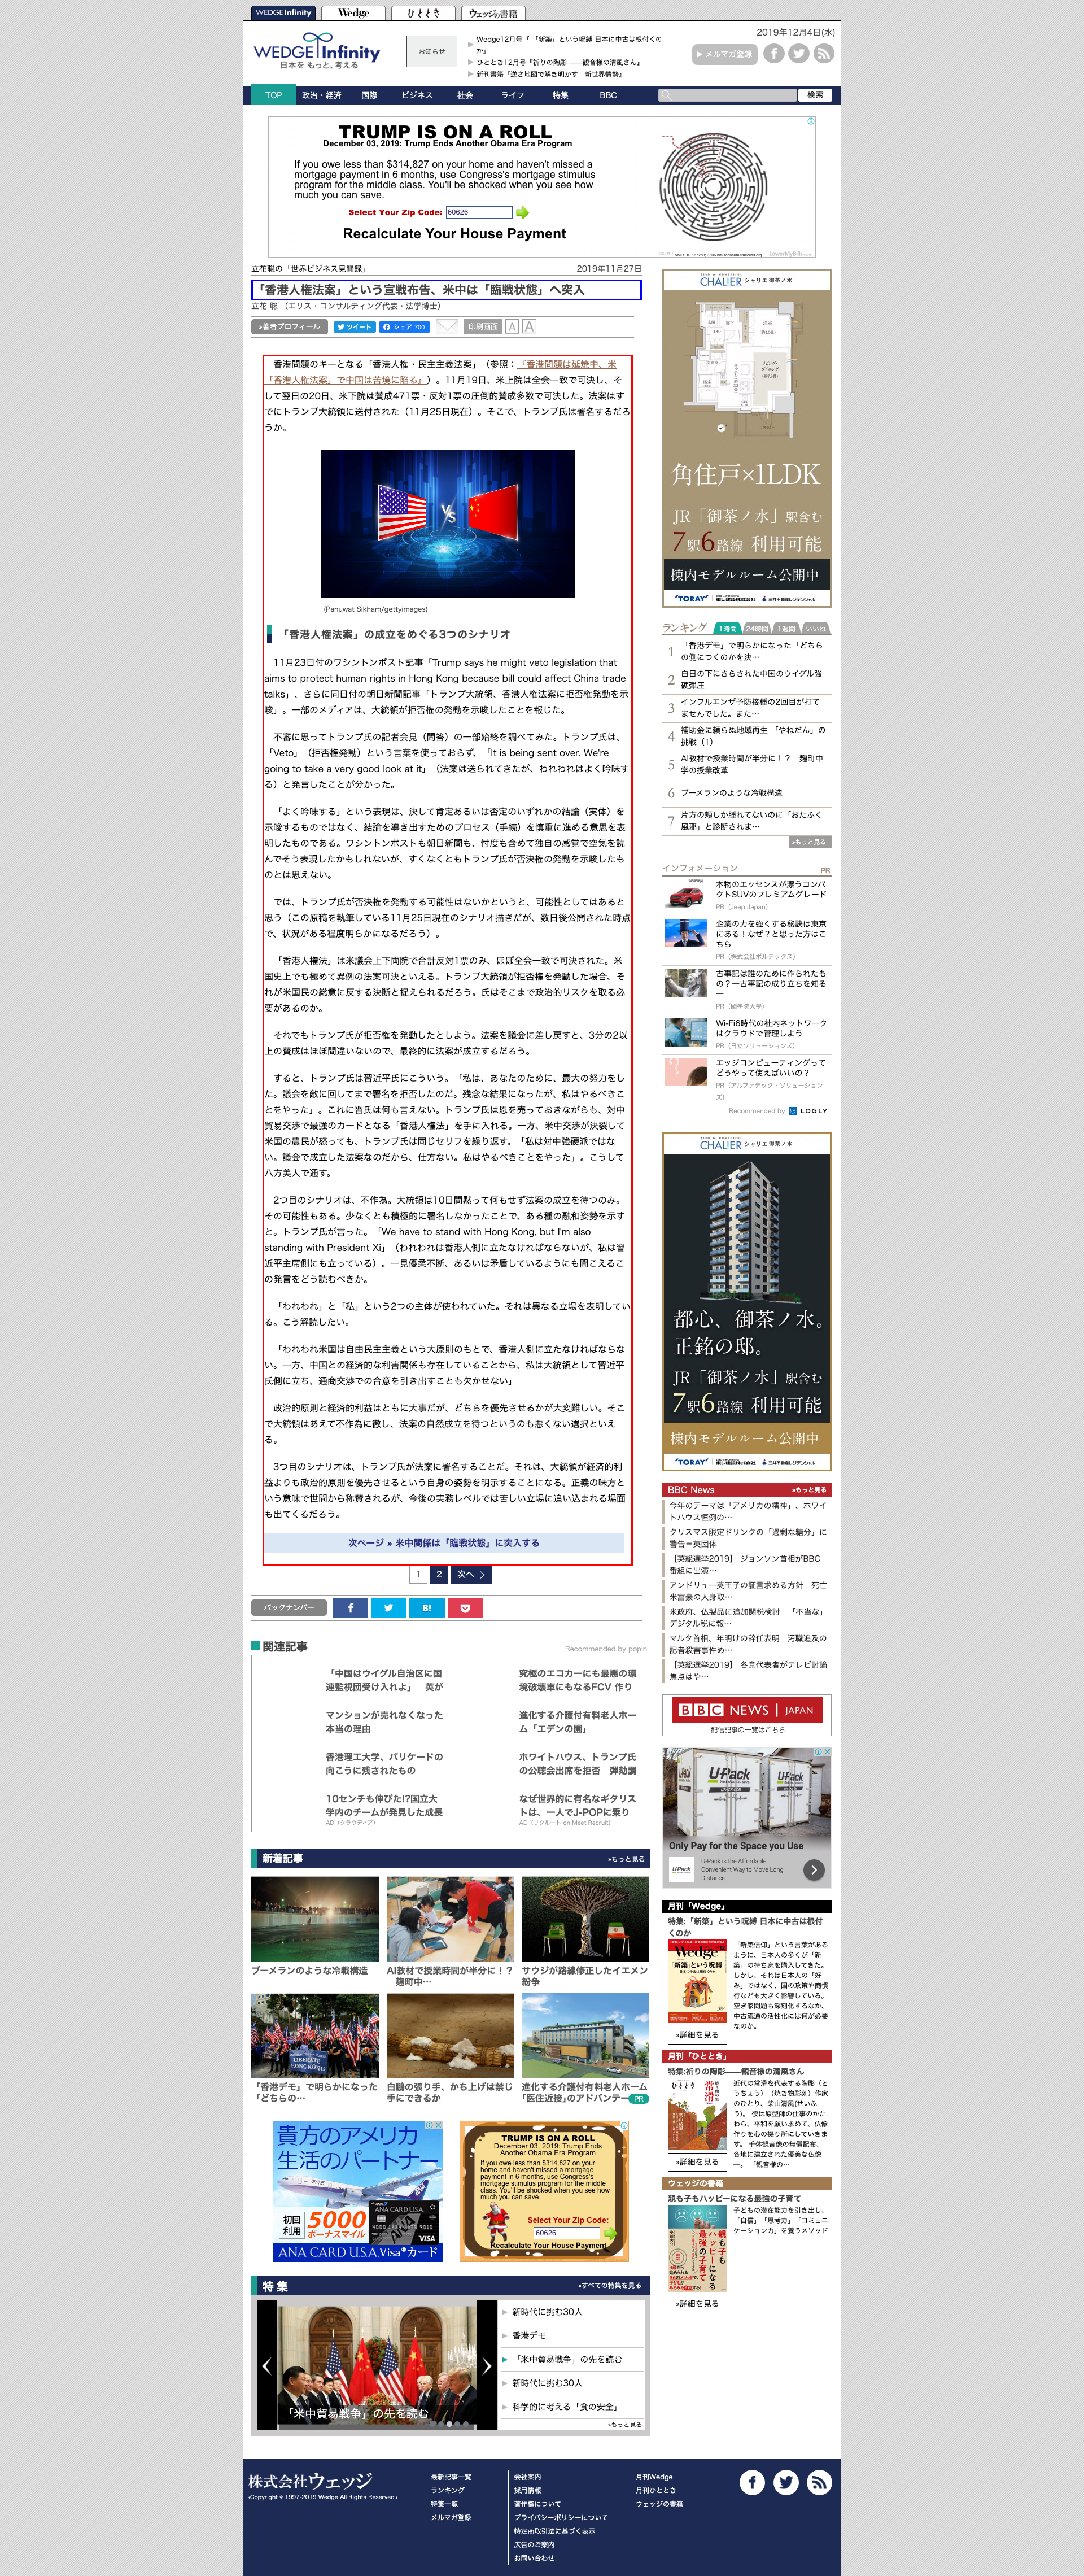 WEDGE Infinity
Wedge
ひととき
ウェッジの書籍
2019年12月4日(水)
WEDGE Infinity
日本を もっと、考える
お知らせ
Wedge12月号『「新築」という呪縛 日本に中古は根付くの
か』
ひととき12月号『祈りの陶彫 ――観音様の清風さん』
新刊書籍『逆さ地図で解き明かす 新世界情勢』
メルマガ登録
TOP
政治・経済
国際
ビジネス
社会
ライフ
特集
BBC
検索
TRUMP IS ON A ROLL
December 03, 2019: Trump Ends Another Obama Era Program
If you owe less than $314,827 on your home and haven't missed a
mortgage payment in 6 months, use Congress's mortgage stimulus
program for the middle class. You'll be shocked when you see how
much you can save.
Select Your Zip Code: 60626
Recalculate Your House Payment
立花聡の「世界ビジネス見聞録」
2019年11月27日
「香港人権法案」という宣戦布告、米中は「臨戦状態」へ突入
立花 聡 （エリス・コンサルティング代表・法学博士）
»著者プロフィール
ツイート
シェア 700
印刷画面
A
A
香港問題のキーとなる「香港人権・民主主義法案」（参照：『香港問題は延焼中、米
「香港人権法案」で中国は苦境に陥る』）。11月19日、米上院は全会一致で可決し、そ
して翌日の20日、米下院は賛成471票・反対1票の圧倒的賛成多数で可決した。法案はす
でにトランプ大統領に送付された（11月25日現在）。そこで、トランプ氏は署名するだろ
うか。
VS
(Panuwat Sikham/gettyimages)
「香港人権法案」の成立をめぐる3つのシナリオ
11月23日付のワシントンポスト記事「Trump says he might veto legislation that
aims to protect human rights in Hong Kong because bill could affect China trade
talks」、さらに同日付の朝日新聞記事「トランプ大統領、香港人権法案に拒否権発動を示
唆」。一部のメディアは、大統領が拒否権の発動を示唆したことを報じた。
不審に思ってトランプ氏の記者会見（問答）の一部始終を調べてみた。トランプ氏は、
「Veto」（拒否権発動）という言葉を使っておらず、「It is being sent over. We're
going to take a very good look at it」（法案は送られてきたが、われわれはよく吟味す
る）と発言したことが分かった。
「よく吟味する」という表現は、決して肯定あるいは否定のいずれかの結論（実体）を
示唆するものではなく、結論を導き出すためのプロセス（手続）を慎重に進める意思を表
明したものである。ワシントンポストも朝日新聞も、忖度も含めて独自の感覚で空気を読
んでそう表現したかもしれないが、すくなくともトランプ氏が否決権の発動を示唆したも
のとは思えない。
では、トランプ氏が否決権を発動する可能性はないかというと、可能性としてはあると
思う（この原稿を執筆している11月25日現在のシナリオ描きだが、数日後公開された時点
で、状況がある程度明らかになるだろう）。
「香港人権法」は米議会上下両院で合計反対1票のみ、ほぼ全会一致で可決された。米
国史上でも極めて異例の法案可決といえる。トランプ大統領が拒否権を発動した場合、そ
れが米国民の総意に反する決断と捉えられるだろう。氏はそこまで政治的リスクを取る必
要があるのか。
それでもトランプ氏が拒否権を発動したとしよう。法案を議会に差し戻すと、3分の2以
上の賛成はほぼ間違いないので、最終的に法案が成立するだろう。
すると、トランプ氏は習近平氏にこういう。「私は、あなたのために、最大の努力をし
た。議会を敵に回してまで署名を拒否したのだ。残念な結果になったが、私はやるべきこ
とをやった」。これに習氏は何も言えない。トランプ氏は恩を売っておきながらも、対中
貿易交渉で最強のカードとなる「香港人権法」を手に入れる。一方、米中交渉が決裂して
米国の農民が怒っても、トランプ氏は同じセリフを繰り返す。「私は対中強硬派ではな
い。議会で成立した法案なのだから、仕方ない。私はやるべきことをやった」。こうして
八方美人で通す。
2つ目のシナリオは、不作為。大統領は10日間黙って何もせず法案の成立を待つのみ。
その可能性もある。少なくとも積極的に署名しなかったことで、ある種の融和姿勢を示す
と。トランプ氏が言った。「We have to stand with Hong Kong, but I'm also
standing with President Xi」（われわれは香港人側に立たなければならないが、私は習
近平主席側にも立っている）。一見優柔不断、あるいは矛盾しているようにも聞こえるこ
の発言をどう読むべきか。
「われわれ」と「私」という2つの主体が使われていた。それは異なる立場を表明してい
る。こう解読したい。
「われわれ米国は自由民主主義という大原則のもとで、香港人側に立たなければならな
い。一方、中国との経済的な利害関係も存在していることから、私は大統領として習近平
氏側に立ち、通商交渉での合意を引き出すことも欠かせない」
政治的原則と経済的利益はともに大事だが、どちらを優先させるかが大変難しい。そこ
で大統領はあえて不作為に徹し、法案の自然成立を待つというのも悪くない選択といえ
る。
3つ目のシナリオは、トランプ氏が法案に署名することだ。それは、大統領が経済的利
益よりも政治的原則を優先させるという自身の姿勢を明示することになる。正義の味方と
いう意味で世間から称賛されるが、今後の実務レベルでは苦しい立場に追い込まれる場面
も出てくるだろう。
次ページ » 米中関係は「臨戦状態」に突入する
1
2
次へ
バックナンバー
B!
関連記事
Recommended by popIn
「中国はウイグル自治区に国
連監視団受け入れよ」 英が
究極のエコカーにも最悪の環
境破壊車にもなるFCV 作り
マンションが売れなくなった
本当の理由
進化する介護付有料老人ホー
ム「エデンの園」
香港理工大学、バリケードの
向こうに残されたもの
ホワイトハウス、トランプ氏
の公聴会出席を拒否 弾劾調
10センチも伸びた!?国立大
学内のチームが発見した成長
AD（クラウディア）
なぜ世界的に有名なギタリス
トは、一人でJ-POPに乗り
AD（リクルート on Meet Recruit）
新着記事
»もっと見る
ブーメランのような冷戦構造
AI教材で授業時間が半分に！？
麹町中…
サウジが路線修正したイエメン
紛争
LIBERATE
HONG KONG
「香港デモ」で明らかになった
「どちらの…
白鵬の張り手、かち上げは禁じ
手にできるか
進化する介護付有料老人ホーム
「医住近接」のアドバンテー…
PR
貴方のアメリカ
生活のパートナー
初回
利用
5000
ボーナスマイル
ANA CARD U.S.A.
VISA
ANA CARD U.S.A. Visa®カード
TRUMP IS ON A ROLL
December 03, 2019: Trump Ends
Another Obama Era Program
If you owe less than $314,827 on your
home and haven't missed a
mortgage payment in 6 months, use
Congress's mortgage stimulus
program for the middle class. You'll be
shocked when you see how
much you can save.
Select Your Zip Code:
60626
Recalculate Your House Payment
特 集
»すべての特集を見る
「米中貿易戦争」の先を読む
新時代に挑む30人
香港デモ
「米中貿易戦争」の先を読む
新時代に挑む30人
科学的に考える「食の安全」
»もっと見る
CHALIER シャリエ 御茶ノ水
角住戸×1LDK
JR「御茶ノ水」駅含む
7駅6路線 利用可能
棟内モデルルーム公開中
TORAY
三井不動産レジデンシャル
ランキング
1時間
24時間
1週間
いいね
1 「香港デモ」で明らかになった「どちら
の側につくのかを決…
2 白日の下にさらされた中国のウイグル強
硬弾圧
3 インフルエンザ予防接種の2回目が打て
ませんでした。また…
4 補助金に頼らぬ地域再生 「やねだん」の
挑戦（1）
5 AI教材で授業時間が半分に！？ 麹町中
学の授業改革
6 ブーメランのような冷戦構造
7 片方の頬しか腫れてないのに「おたふく
風邪」と診断されま…
»もっと見る
インフォメーション
PR
本物のエッセンスが漂うコンパ
クトSUVのプレミアムグレード
PR（Jeep Japan）
企業の力を強くする秘訣は東京
にある！なぜ？と思った方はこ
ちら
PR（株式会社ボルテックス）
古事記は誰のために作られたも
の？―古事記の成り立ちを知る
―
PR（國學院大學）
Wi-Fi6時代の社内ネットワーク
はクラウドで管理しよう
PR（日立ソリューションズ）
エッジコンピューティングって
どうやって使えばいいの？
PR（アルファテック・ソリューション
ズ）
Recommended by LOGLY
CHALIER シャリエ 御茶ノ水
都心、御茶ノ水。
正銘の邸。
JR「御茶ノ水」駅含む
7駅6路線 利用可能
棟内モデルルーム公開中
TORAY
三井不動産レジデンシャル
BBC News
»もっと見る
今年のテーマは「アメリカの精神」、ホワイ
トハウス恒例の…
クリスマス限定ドリンクの「過剰な糖分」に
警告＝英団体
【英総選挙2019】 ジョンソン首相がBBC
番組に出演…
アンドリュー英王子の証言求める方針 死亡
米富豪の人身取…
米政府、仏製品に追加関税検討 「不当な」
デジタル税に報…
マルタ首相、年明けの辞任表明 汚職追及の
記者殺害事件め…
【英総選挙2019】 各党代表者がテレビ討論
焦点はや…
BBC NEWS | JAPAN
配信記事の一覧はこちら
U-Pack
U-Pack
Only Pay for the Space you Use
U-Pack
U-Pack is the Affordable,
Convenient Way to Move Long
Distance.
月刊「Wedge」
特集:「新築」という呪縛 日本に中古は根付
くのか
Wedge
「新築」という呪縛
「新築信仰」という言葉がある
ように、日本人の多くが「新
築」の持ち家を購入してきた。
しかし、それは日本人の「好
み」ではなく、国の政策や商慣
行なども大きく影響している。
空き家問題も深刻化するなか、
中古流通の活性化には何が必要
なのか。
»詳細を見る
月刊「ひととき」
特集:祈りの陶彫――観音様の清風さん
ひととき
常滑
近代の常滑を代表する陶彫（と
うちょう）（焼き物彫刻）作家
のひとり、柴山清風(せいふ
う)。 彼は原型師の仕事のかた
わら、平和を願い求めて、仏像
作りを心の拠り所にしていきま
す。 千体観音像の無償配布、
各地に建立された優美な仏像
―。 「観音様の…
»詳細を見る
ウェッジの書籍
親も子もハッピーになる最強の子育て
親も子も
ハッピーになる
最強の子育て
子どもの潜在能力を引き出し、
「自信」「思考力」「コミュニ
ケーション力」を養うメソッド
»詳細を見る
株式会社ウェッジ
‹Copyright © 1997-2019 Wedge All Rights Reserved.›
最新記事一覧
ランキング
特集一覧
メルマガ登録
会社案内
採用情報
著作権について
プライバシーポリシーについて
特定商取引法に基づく表示
広告のご案内
お問い合わせ
月刊Wedge
月刊ひととき
ウェッジの書籍